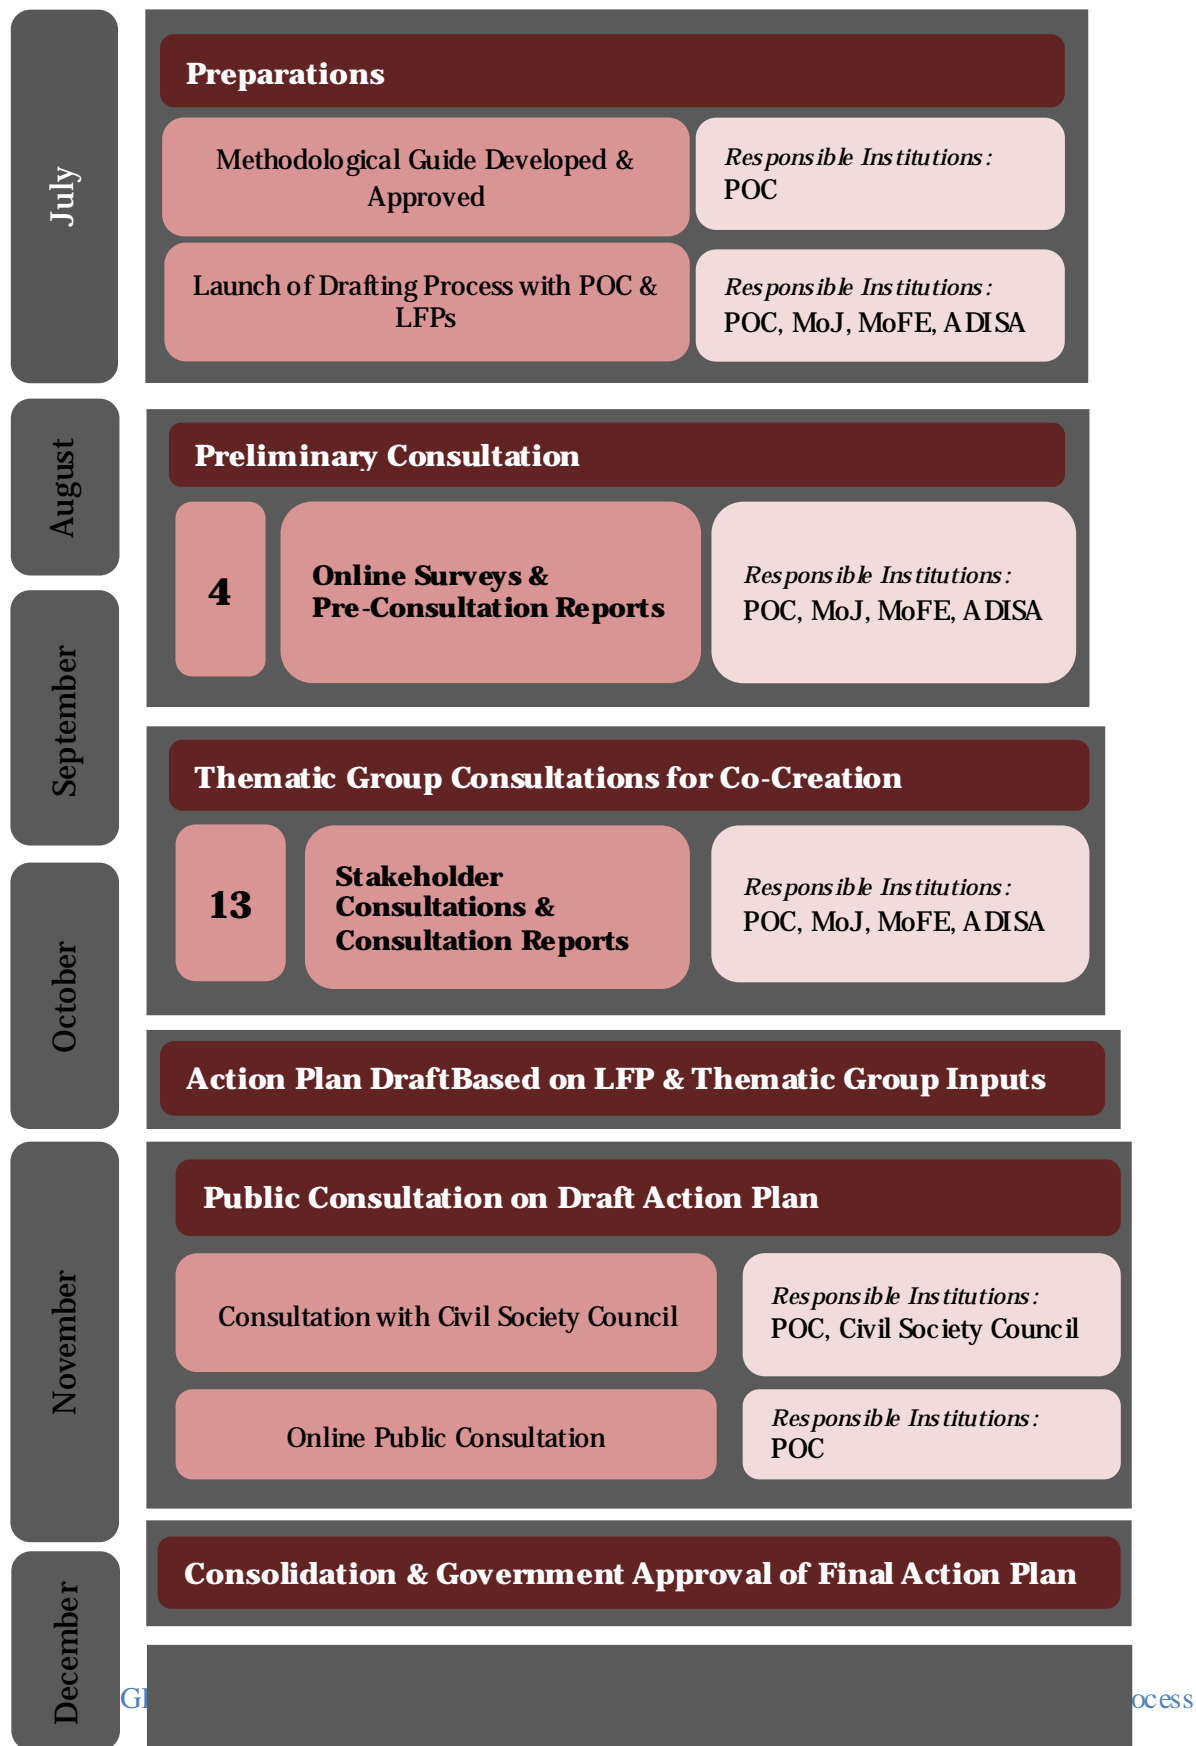 July
Preparations
Methodological Guide Developed &
Approved
Responsible Institutions:
POC
Launch of Drafting Process with POC &
LFPs
Responsible Institutions:
POC, MoJ, MoFE, ADISA
August
Preliminary Consultation
4
Online Surveys &
Pre-Consultation Reports
Responsible Institutions:
POC, MoJ, MoFE, ADISA
September
Thematic Group Consultations for Co-Creation
13
Stakeholder
Consultations &
Consultation Reports
Responsible Institutions:
POC, MoJ, MoFE, ADISA
October
Action Plan DraftBased on LFP & Thematic Group Inputs
November
Public Consultation on Draft Action Plan
Consultation with Civil Society Council
Responsible Institutions:
POC, Civil Society Council
Online Public Consultation
Responsible Institutions:
POC
Consolidation & Government Approval of Final Action Plan
December